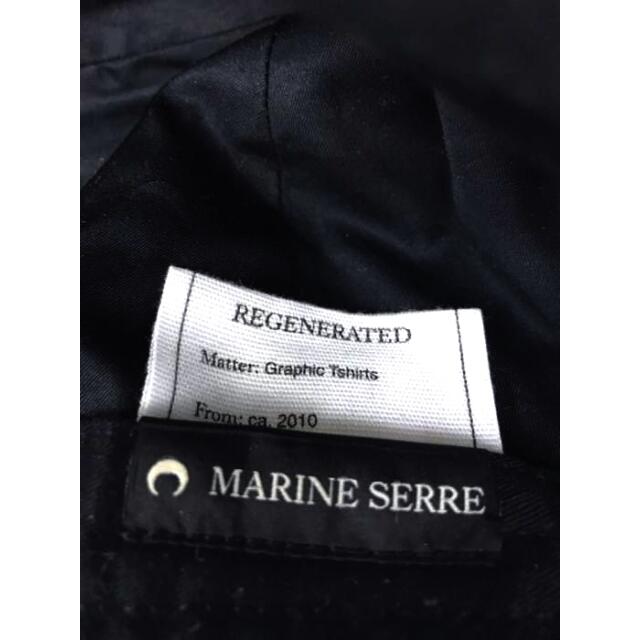 REGENERATED
Matter: Graphic Tshirts
From: ca. 2010
MARINE SERRE